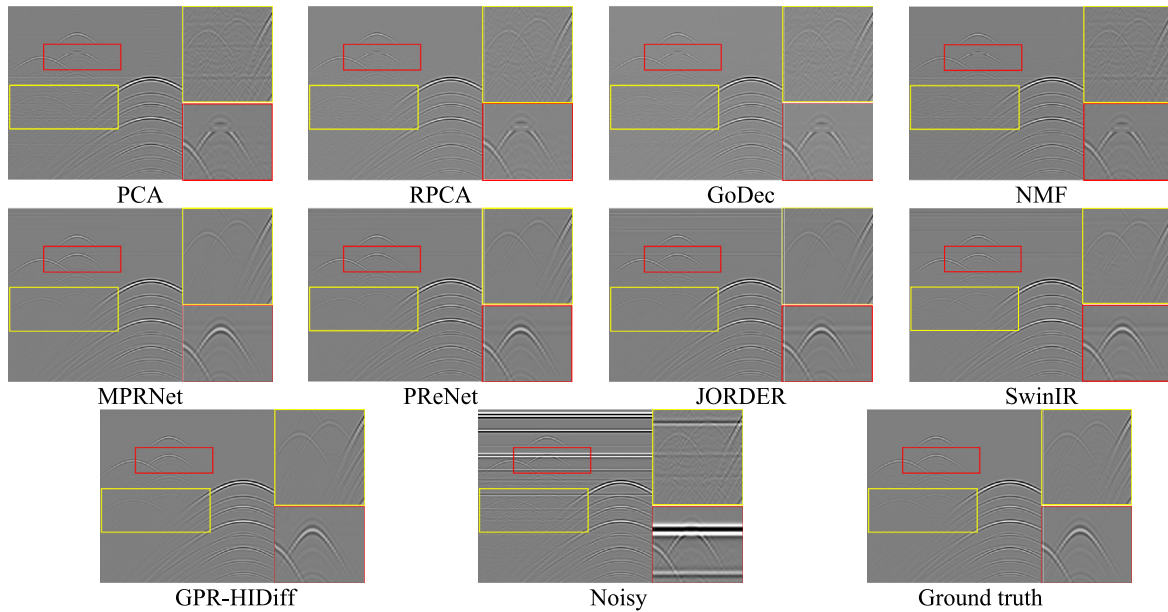 PCA
RPCA
GoDec
NMF
MPRNet
PReNet
JORDER
SwinIR
GPR-HIDiff
Noisy
Ground truth